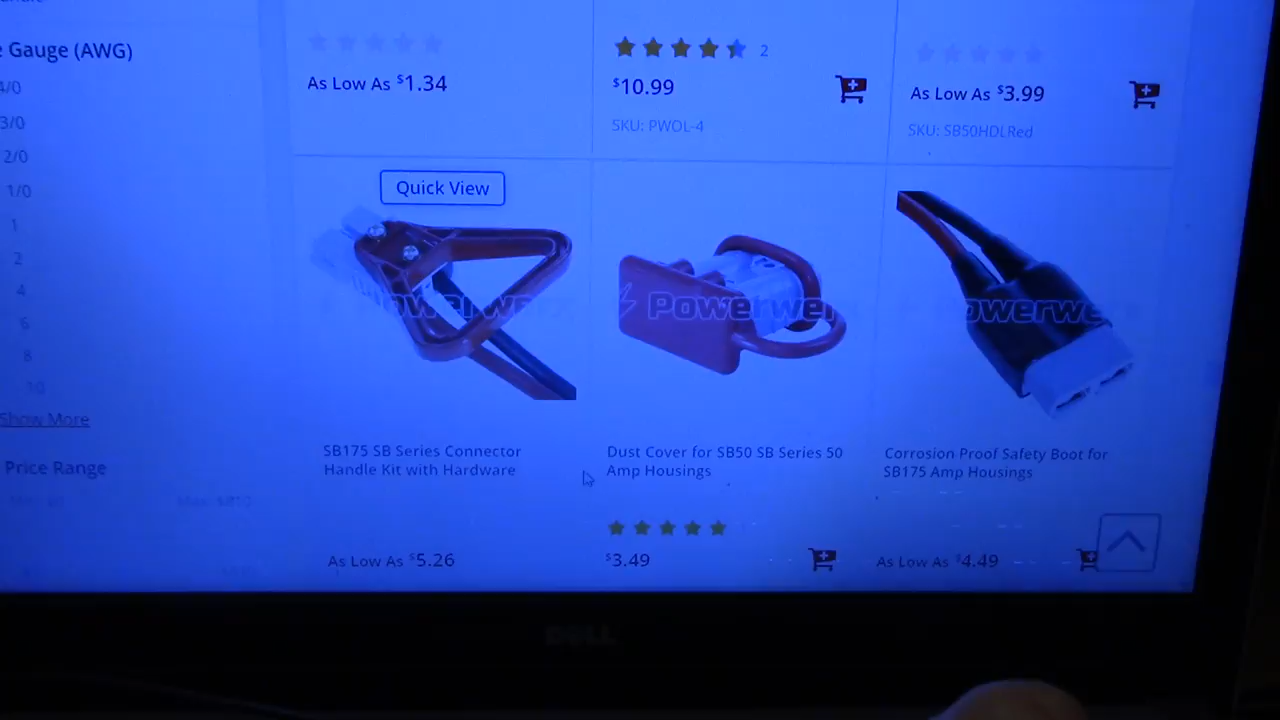 Gauge (AWG)
4/0
3/0
2/0
1/0
1
2
4
6
8
10
Show More
Price Range
As Low As $1.34
2
$10.99
SKU: PWOL-4
As Low As $3.99
SKU: SB50HDLRed
Quick View
Powerwerx
Powerwerx
Powerwerx
SB175 SB Series Connector
Handle Kit with Hardware
As Low As $5.26
Dust Cover for SB50 SB Series 50
Amp Housings
$3.49
Corrosion Proof Safety Boot for
SB175 Amp Housings
As Low As $4.49
DELL